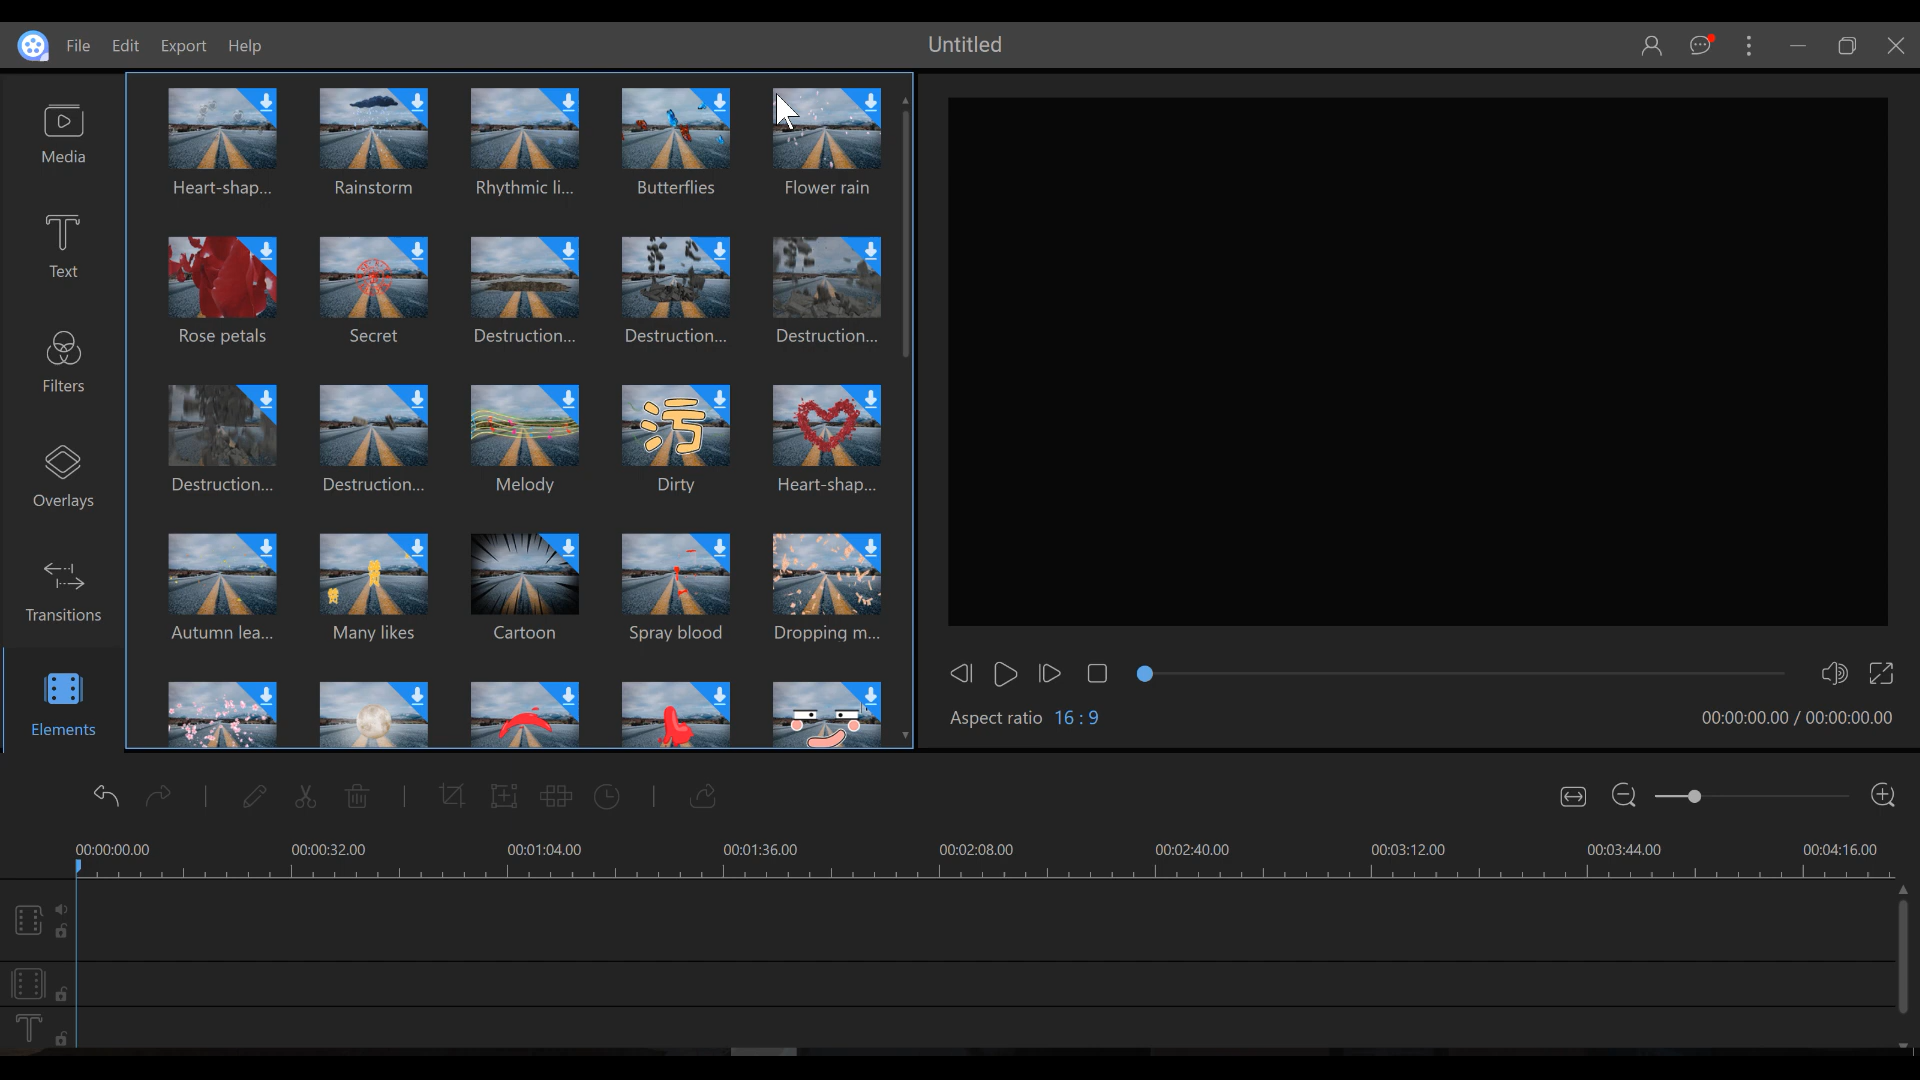 File Edit Export Help
Untitled
Media
Text
Filters
Overlays
Transitions
Elements
Heart-shap... Rainstorm Rhythmic li... Butterflies Flower rain
Rose petals Secret Destruction... Destruction... Destruction...
污
Destruction... Destruction... Melody Dirty Heart-shap...
Autumn lea... Many likes Cartoon Spray blood Dropping m...
Aspect ratio 16 : 9
00:00:00.00 / 00:00:00.00
00:00:00.00 00:00:32.00 00:01:04.00 00:01:36.00 00:02:08.00 00:02:40.00 00:03:12.00 00:03:44.00 00:04:16.00